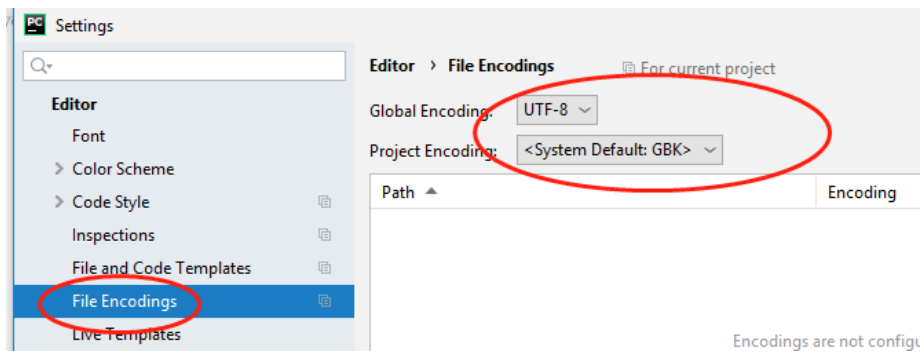 PC Settings
Editor
Font
Color Scheme
Code Style
Inspections
File and Code Templates
File Encodings
Live Templates
Editor › File Encodings For current project
Global Encoding: UTF-8
Project Encoding: <System Default: GBK>
Path Encoding
Encodings are not configu